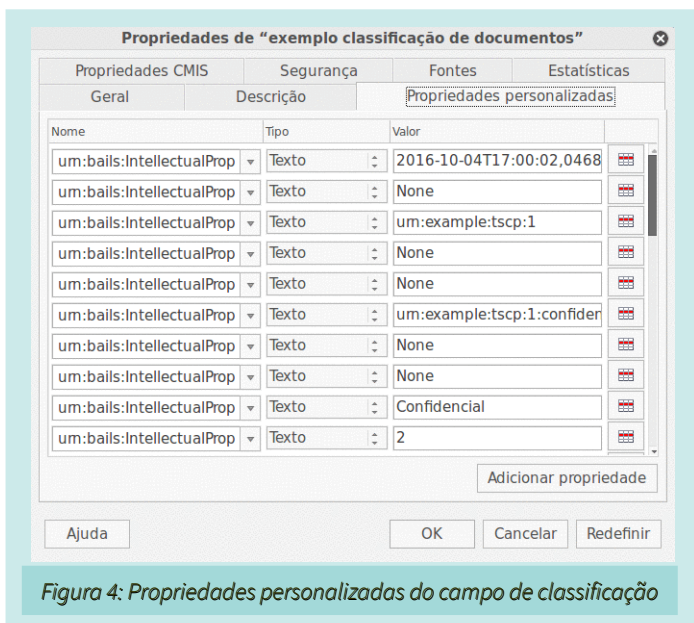 Propriedades de “exemplo classificação de documentos”
Propriedades CMIS Segurança Fontes Estatísticas
Geral Descrição Propriedades personalizadas
Nome Tipo Valor
urn:bails:IntellectualProp Texto 2016-10-04T17:00:02,0468
urn:bails:IntellectualProp Texto None
urn:bails:IntellectualProp Texto urn:example:tscp:1
urn:bails:IntellectualProp Texto None
urn:bails:IntellectualProp Texto None
urn:bails:IntellectualProp Texto urn:example:tscp:1:confiden
urn:bails:IntellectualProp Texto None
urn:bails:IntellectualProp Texto None
urn:bails:IntellectualProp Texto Confidencial
urn:bails:IntellectualProp Texto 2
Adicionar propriedade
Ajuda OK Cancelar Redefinir
Figura 4: Propriedades personalizadas do campo de classificação